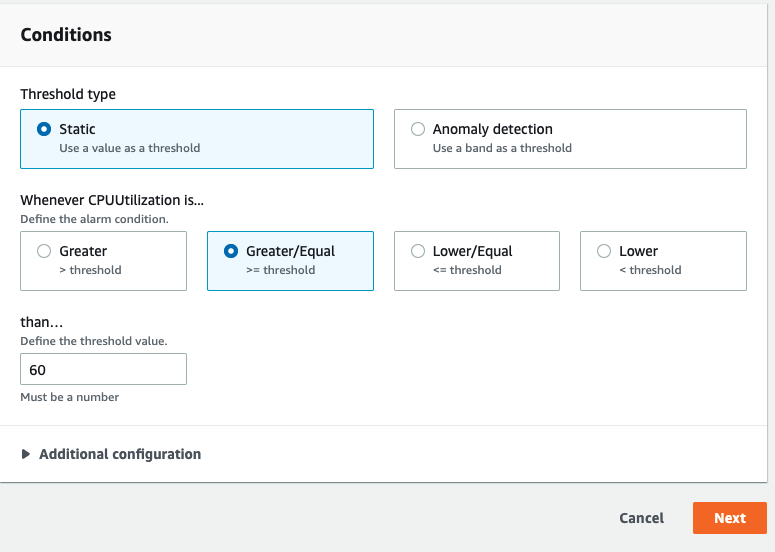 Conditions
Threshold type
Static
Use a value as a threshold
Anomaly detection
Use a band as a threshold
Whenever CPUUtilization is...
Define the alarm condition.
Greater
> threshold
Greater/Equal
>= threshold
Lower/Equal
<= threshold
Lower
< threshold
than...
Define the threshold value.
60
Must be a number
Additional configuration
Cancel
Next